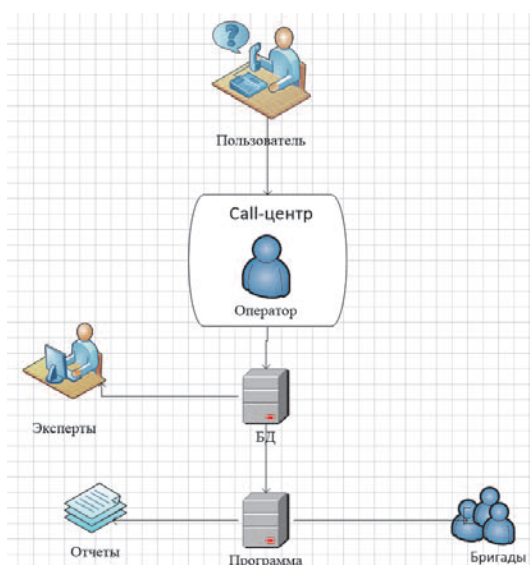 Пользователь
Call-центр
Оператор
Эксперты
БД
Отчеты
Программа
Бригады